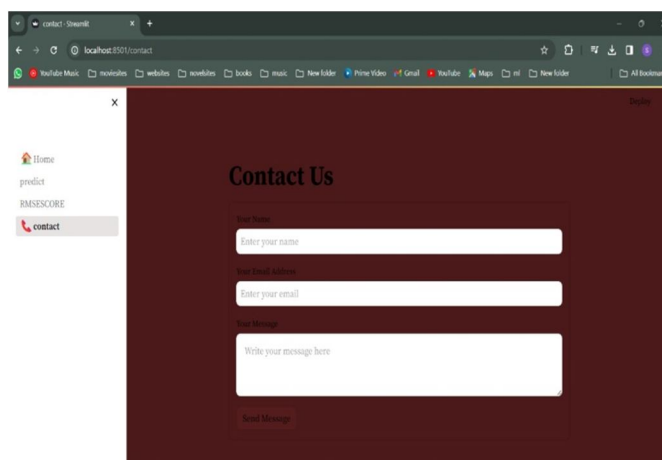 contact - Streamlit
localhost:8501/contact
YouTube Music moviesites websites novelsites books music New folder Prime Video Gmail YouTube Maps ml New folder All Bookmar
Deploy
Home
predict
RMSESCORE
contact
Contact Us
Your Name
Enter your name
Your Email Address
Enter your email
Your Message
Write your message here
Send Message